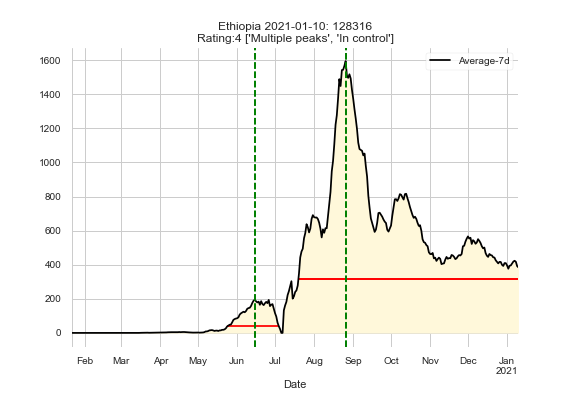 Ethiopia 2021-01-10: 128316
Rating:4 ['Multiple peaks', 'In control']
Average-7d
1600
1400
1200
1000
800
600
400
200
0
Feb Mar Apr May Jun Jul Aug Sep Oct Nov Dec Jan
2021
Date